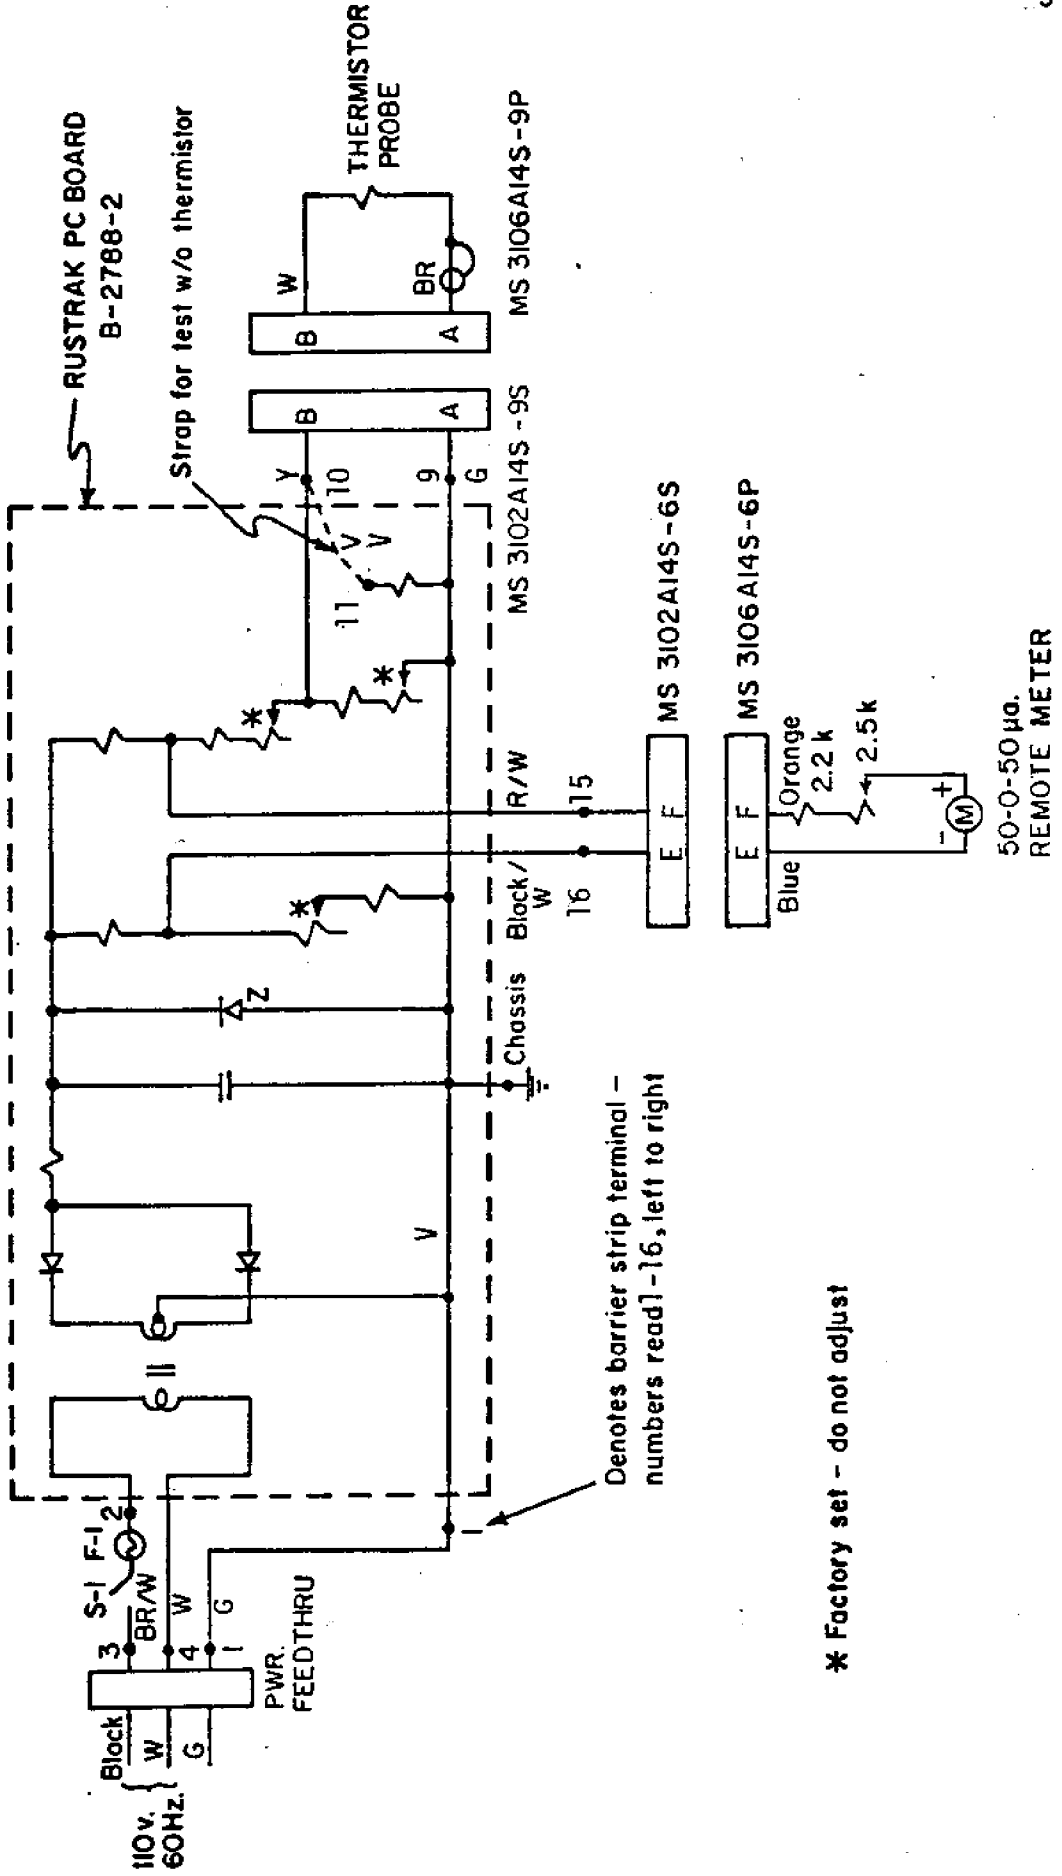 RUSTRAK PC BOARD
B-2788-2
Strap for test w/o thermistor
THERMISTOR
PROBE
W
BR
B
A
MS 3106A14S-9P
B
A
MS 3102A14S-9S
Y
10
9
G
11
V
V
*
*
*
Z
V
R/W
15
Black/
W
16
Chassis
E F
MS 3102A14S-6S
E F
MS 3106A14S-6P
Orange
2.2 k
2.5k
Blue
+
-
M
50-0-50μa.
REMOTE METER
S-1 F-1
2
3
BR/W
W
4
G
1
PWR.
FEEDTHRU
Black
W
G
110v.
60Hz.
1
Denotes barrier strip terminal -
numbers read 1-16, left to right
* Factory set - do not adjust